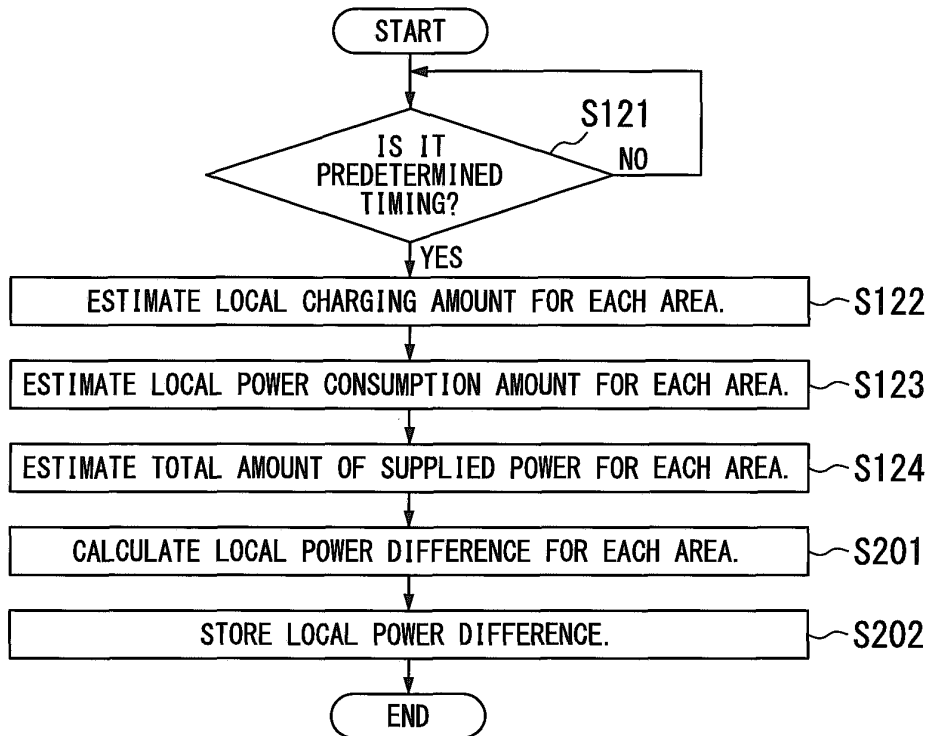 START
S121
IS IT
PREDETERMINED
TIMING?
NO
YES
ESTIMATE LOCAL CHARGING AMOUNT FOR EACH AREA.
S122
ESTIMATE LOCAL POWER CONSUMPTION AMOUNT FOR EACH AREA.
S123
ESTIMATE TOTAL AMOUNT OF SUPPLIED POWER FOR EACH AREA.
S124
CALCULATE LOCAL POWER DIFFERENCE FOR EACH AREA.
S201
STORE LOCAL POWER DIFFERENCE.
S202
END